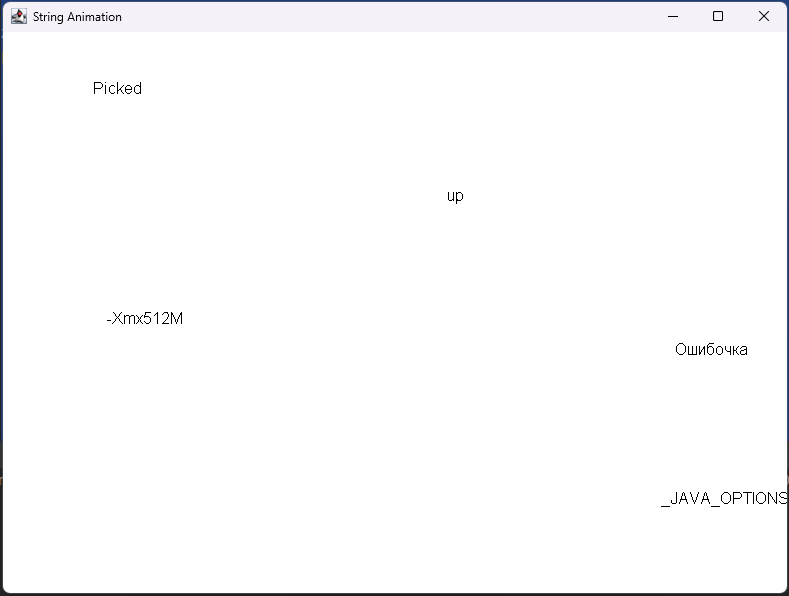 String Animation
Picked
up
-Xmx512M
Ошибочка
_JAVA_OPTIONS